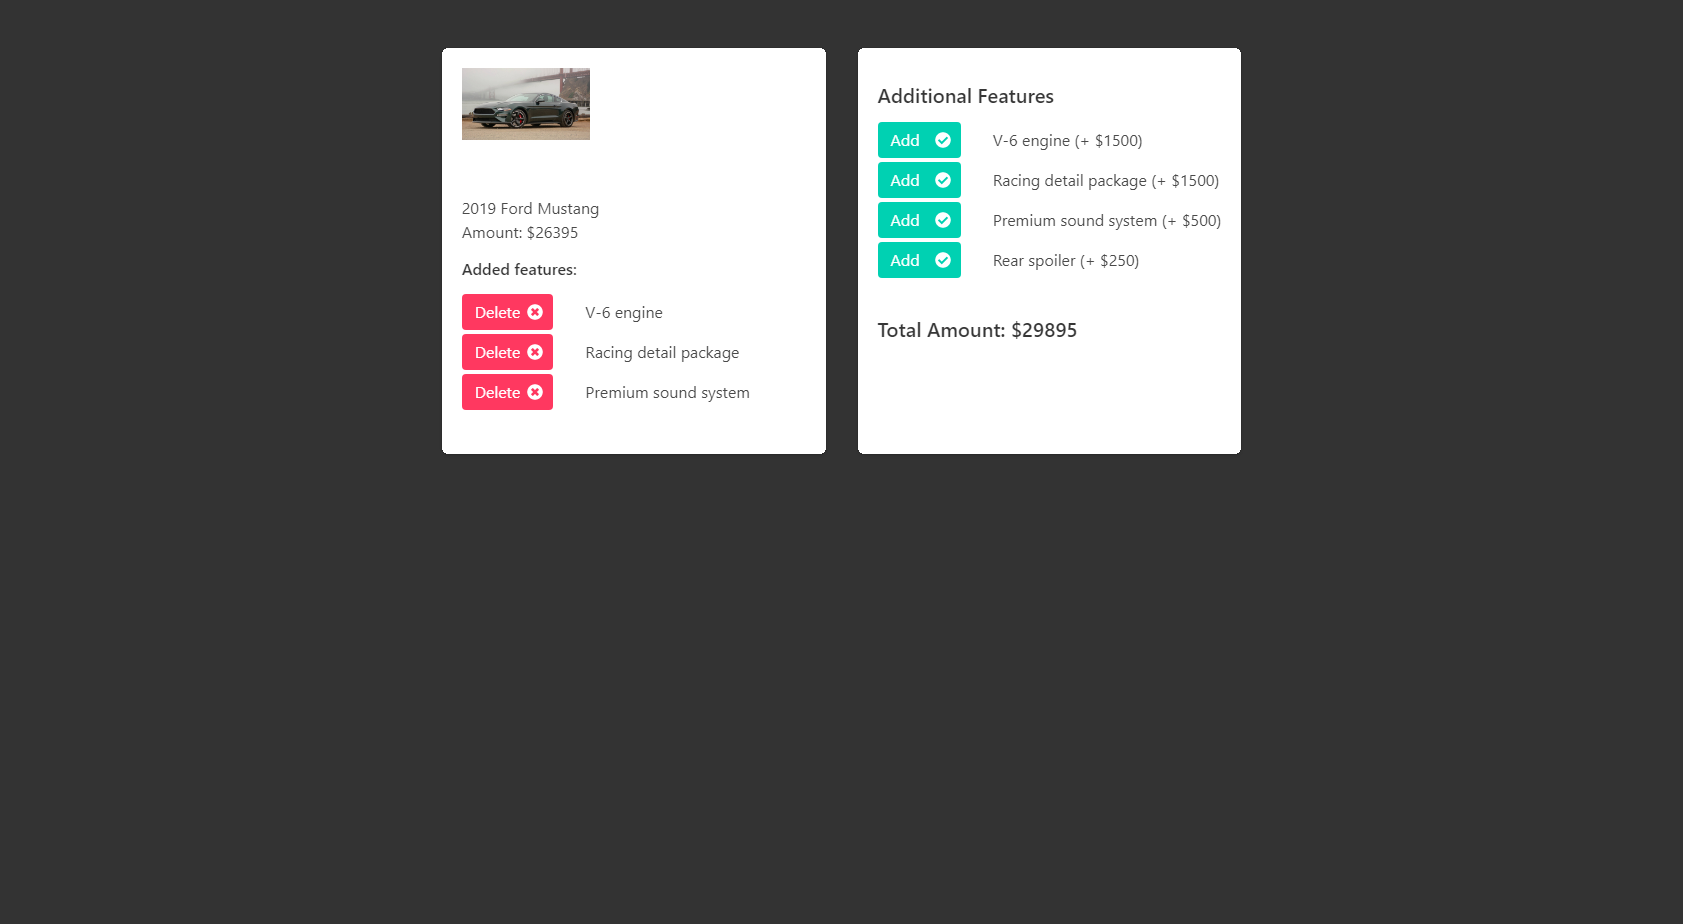 2019 Ford Mustang
Amount: $26395
Added features:
Delete V-6 engine
Delete Racing detail package
Delete Premium sound system
Additional Features
Add V-6 engine (+ $1500)
Add Racing detail package (+ $1500)
Add Premium sound system (+ $500)
Add Rear spoiler (+ $250)
Total Amount: $29895